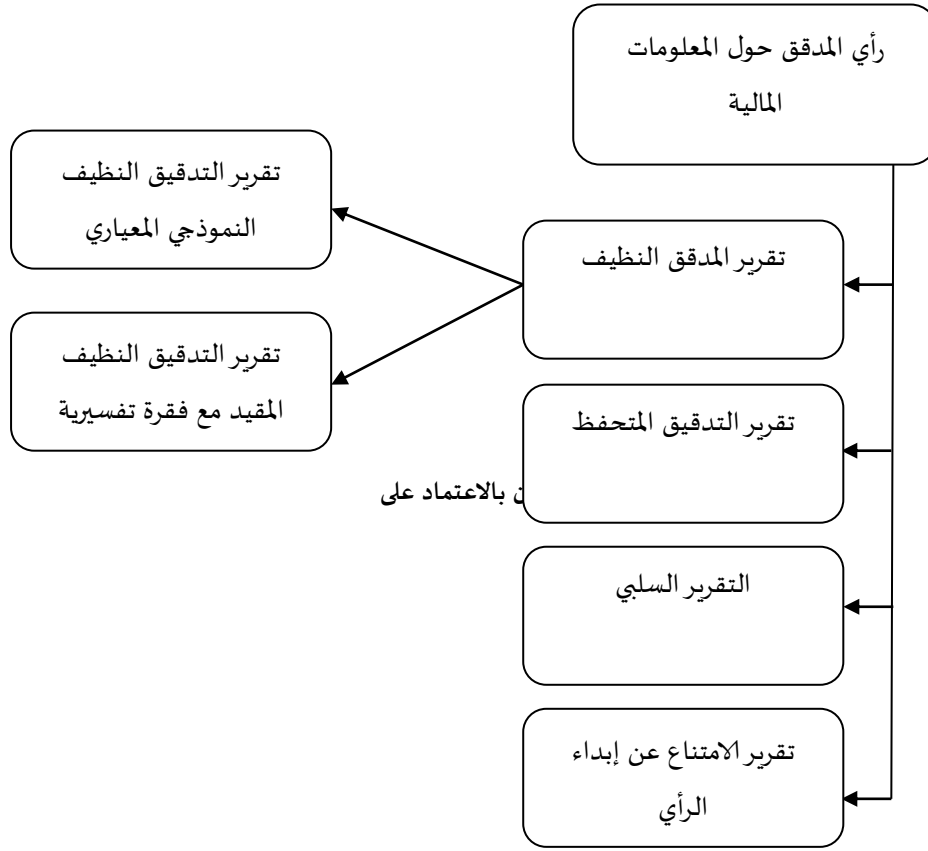 رأي المدقق حول المعلومات
المالية
تقرير المدقق النظيف
تقرير التدقيق النظيف
النموذجي المعياري
تقرير التدقيق النظيف
المقيد مع فقرة تفسيرية
تقرير التدقيق المتحفظ
بالاعتماد على
التقرير السلبي
تقرير الامتناع عن إبداء
الرأي